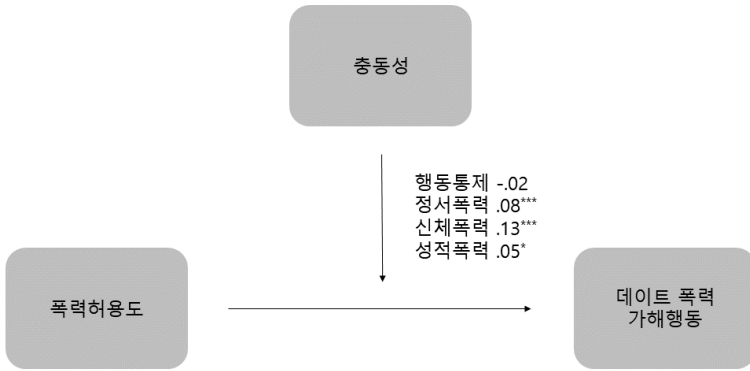 충동성
행동통제 -.02
정서폭력 .08***
신체폭력 .13***
성적폭력 .05*
폭력허용도
데이트 폭력
가해행동